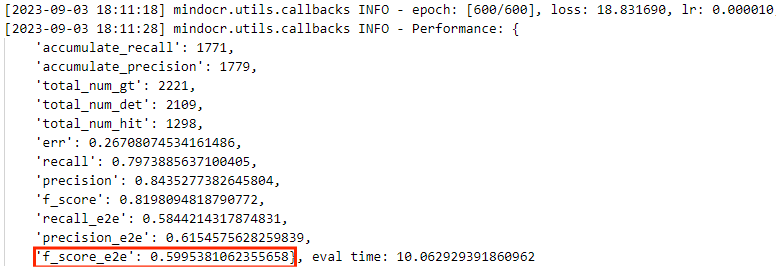 [2023-09-03 18:11:18] mindocr.utils.callbacks INFO - epoch: [600/600], loss: 18.831690, lr: 0.000010
[2023-09-03 18:11:28] mindocr.utils.callbacks INFO - Performance: {
'accumulate_recall': 1771,
'accumulate_precision': 1779,
'total_num_gt': 2221,
'total_num_det': 2109,
'total_num_hit': 1298,
'err': 0.26708074534161486,
'recall': 0.7973885637100405,
'precision': 0.8435277382645804,
'f_score': 0.8198094818790772,
'recall_e2e': 0.5844214317874831,
'precision_e2e': 0.6154575628259839,
'f_score_e2e': 0.5995381062355658}, eval time: 10.062929391860962